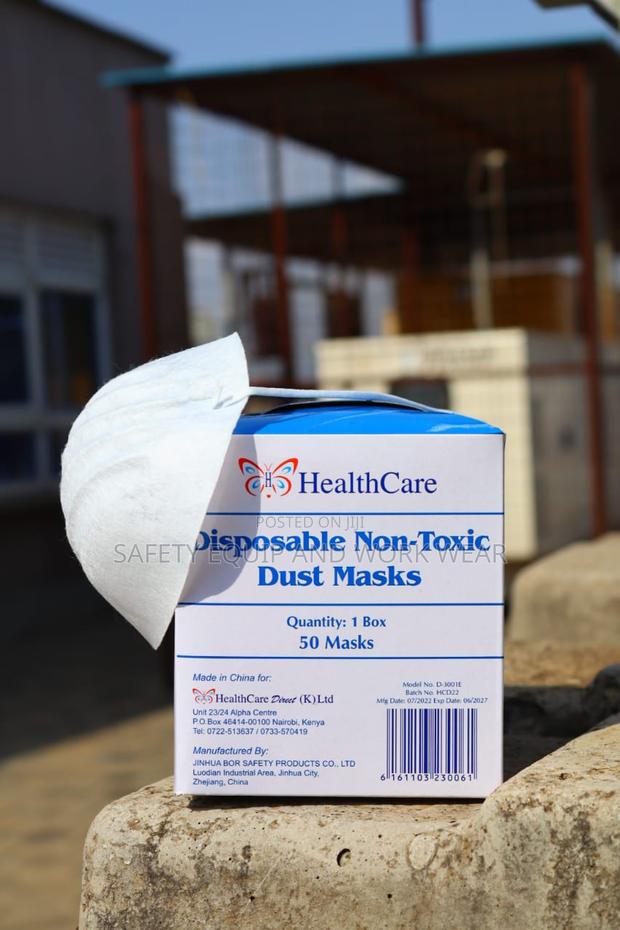 H HealthCare
POSTED ON JIJI
Disposable Non-Toxic
SAFETY EQUIP AND WORK WEAR
Dust Masks
Quantity: 1 Box
50 Masks
Made in China for:
HealthCare Direct (K) Ltd
Unit 23/24 Alpha Centre
P.O.Box 46414-00100 Nairobi, Kenya
Tel: 0722-513637 / 0733-570419
Manufactured By:
JINHUA BOR SAFETY PRODUCTS CO., LTD
Luodian Industrial Area, Jinhua City,
Zhejiang, China
Model No. D-3001E
Batch No. HCD22
Mfg Date: 07/2022 Exp Date: 06/2027
6 161103 230061